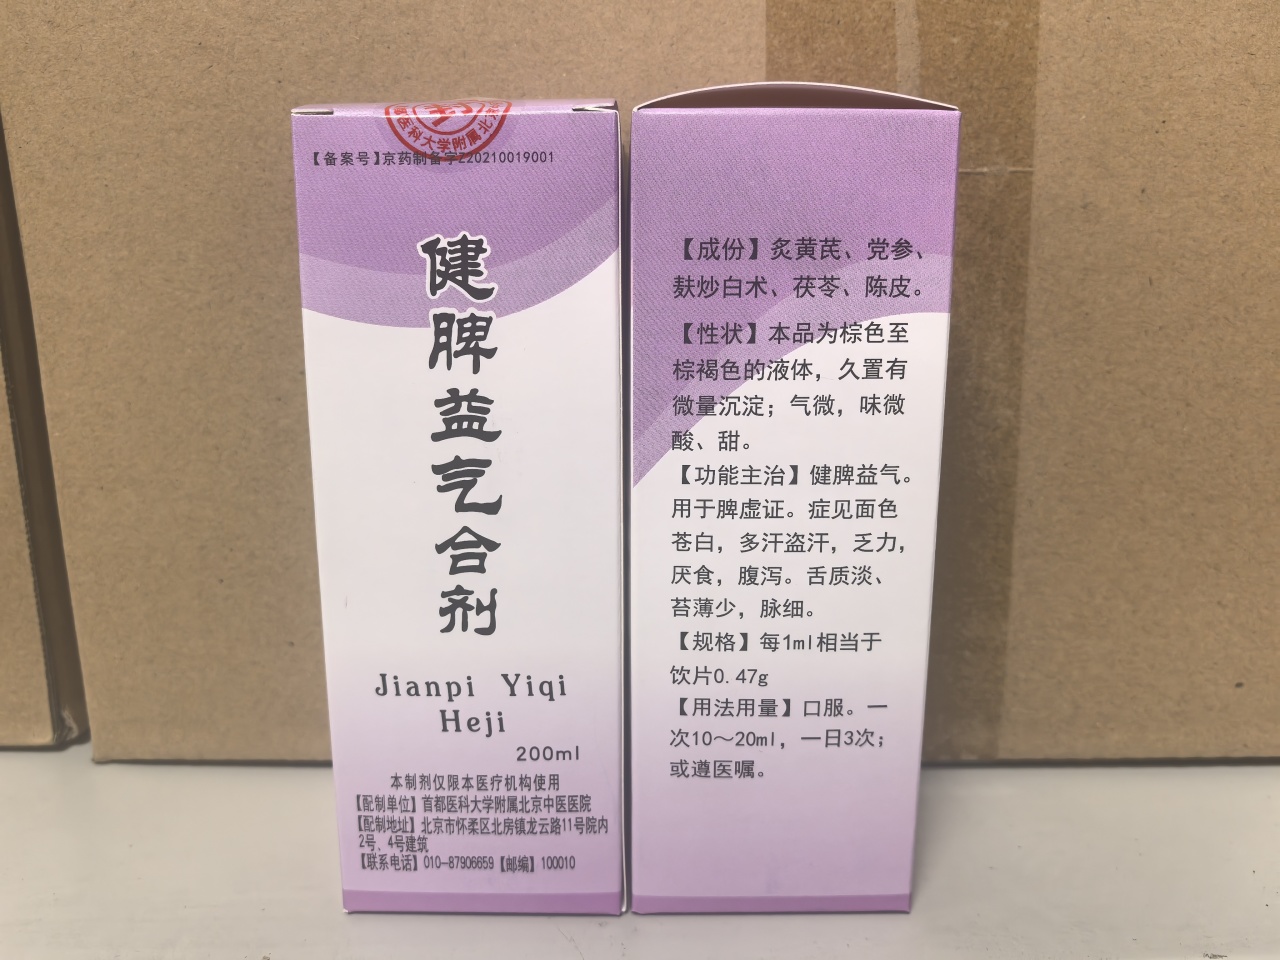 医科大学附属北京
【备案号】京药制备字Z20210019001
健脾益气合剂
Jianpi Yiqi
Heji
200ml
本制剂仅限本医疗机构使用
【配制单位】首都医科大学附属北京中医医院
【配制地址】北京市怀柔区北房镇龙云路11号院内
2号、4号建筑
【联系电话】010-87906659【邮编】100010
【成份】炙黄芪、党参、
麸炒白术、茯苓、陈皮。
【性状】本品为棕色至
棕褐色的液体，久置有
微量沉淀；气微，味微
酸、甜。
【功能主治】健脾益气。
用于脾虚证。症见面色
苍白，多汗盗汗，乏力，
厌食，腹泻。舌质淡、
苔薄少，脉细。
【规格】每1ml相当于
饮片0.47g
【用法用量】口服。一
次10～20ml，一日3次；
或遵医嘱。